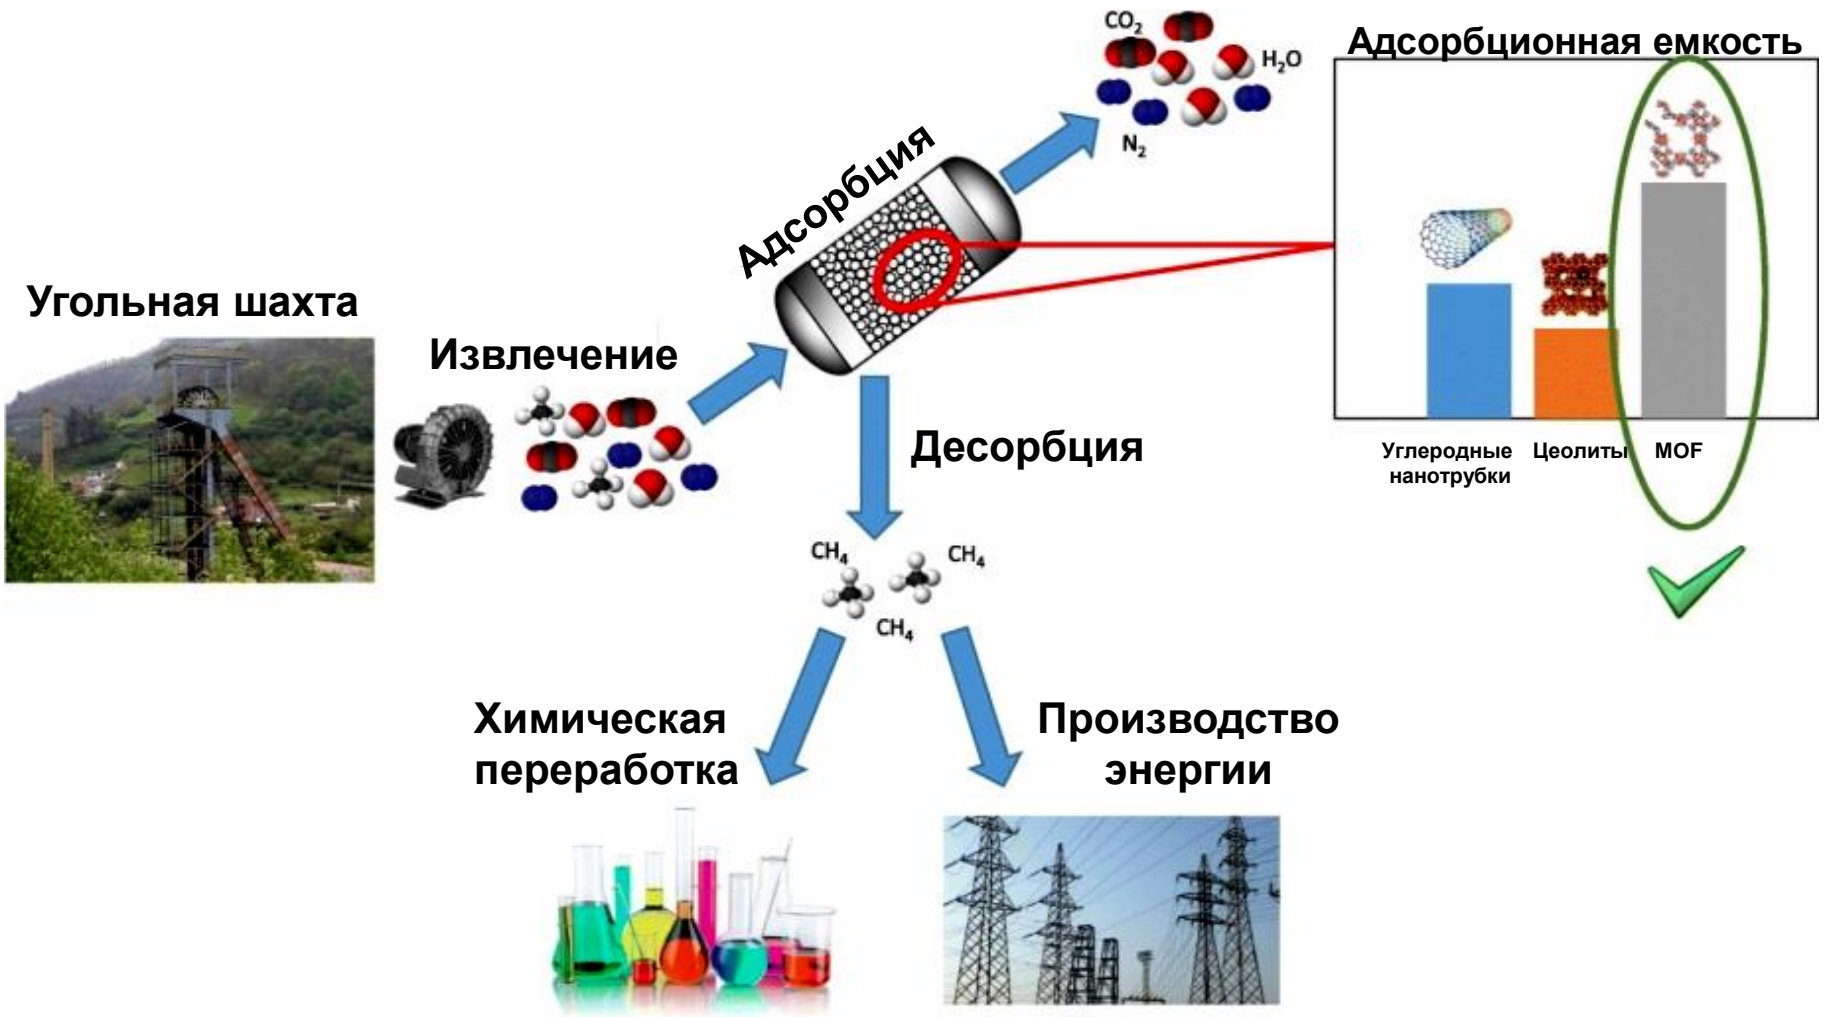 Угольная шахта
Извлечение
Адсорбция
CO₂
H₂O
N₂
Десорбция
CH₄
CH₄
CH₄
Химическая
переработка
Производство
энергии
Адсорбционная емкость
Углеродные
нанотрубки
Цеолиты
MOF